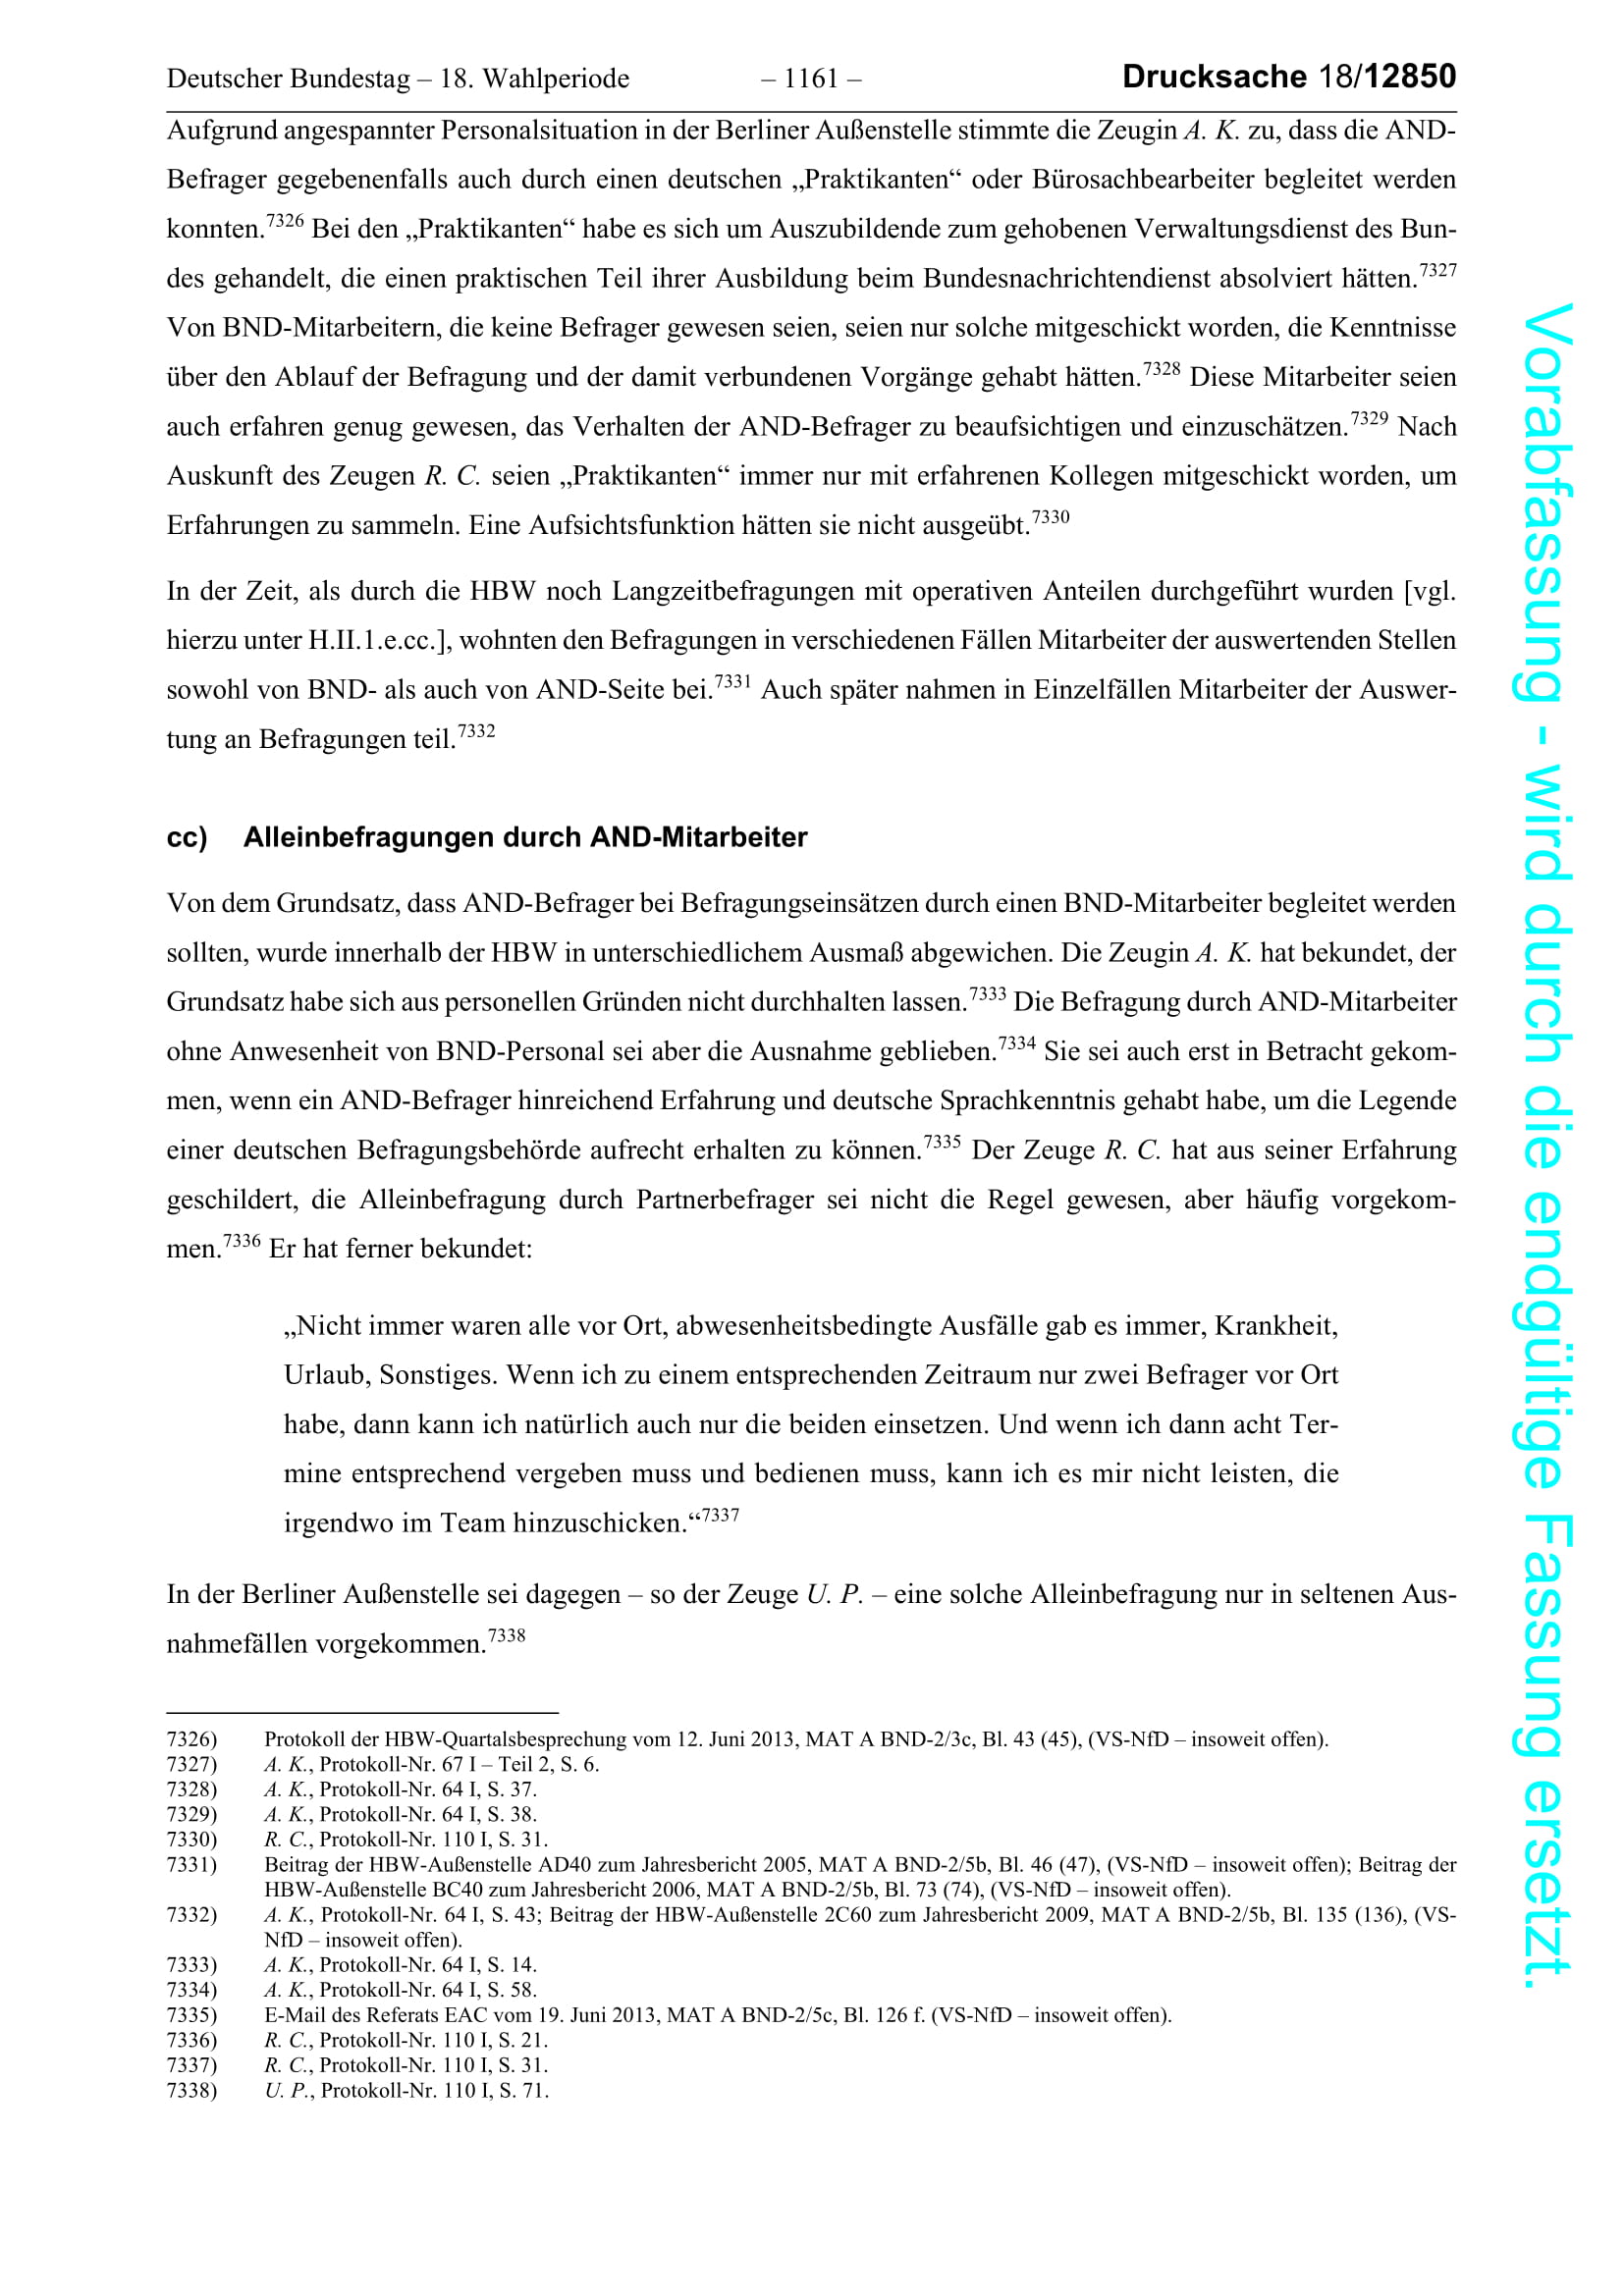 Deutscher Bundestag – 18. Wahlperiode – 1161 – Drucksache 18/12850
Aufgrund angespannter Personalsituation in der Berliner Außenstelle stimmte die Zeugin A. K. zu, dass die AND-
Befrager gegebenenfalls auch durch einen deutschen „Praktikanten“ oder Bürosachbearbeiter begleitet werden
konnten.7326 Bei den „Praktikanten“ habe es sich um Auszubildende zum gehobenen Verwaltungsdienst des Bun-
des gehandelt, die einen praktischen Teil ihrer Ausbildung beim Bundesnachrichtendienst absolviert hätten.7327
Von BND-Mitarbeitern, die keine Befrager gewesen seien, seien nur solche mitgeschickt worden, die Kenntnisse
über den Ablauf der Befragung und der damit verbundenen Vorgänge gehabt hätten.7328 Diese Mitarbeiter seien
auch erfahren genug gewesen, das Verhalten der AND-Befrager zu beaufsichtigen und einzuschätzen.7329 Nach
Auskunft des Zeugen R. C. seien „Praktikanten“ immer nur mit erfahrenen Kollegen mitgeschickt worden, um
Erfahrungen zu sammeln. Eine Aufsichtsfunktion hätten sie nicht ausgeübt.7330
In der Zeit, als durch die HBW noch Langzeitbefragungen mit operativen Anteilen durchgeführt wurden [vgl.
hierzu unter H.II.1.e.cc.], wohnten den Befragungen in verschiedenen Fällen Mitarbeiter der auswertenden Stellen
sowohl von BND- als auch von AND-Seite bei.7331 Auch später nahmen in Einzelfällen Mitarbeiter der Auswer-
tung an Befragungen teil.7332
cc) Alleinbefragungen durch AND-Mitarbeiter
Von dem Grundsatz, dass AND-Befrager bei Befragungseinsätzen durch einen BND-Mitarbeiter begleitet werden
sollten, wurde innerhalb der HBW in unterschiedlichem Ausmaß abgewichen. Die Zeugin A. K. hat bekundet, der
Grundsatz habe sich aus personellen Gründen nicht durchhalten lassen.7333 Die Befragung durch AND-Mitarbeiter
ohne Anwesenheit von BND-Personal sei aber die Ausnahme geblieben.7334 Sie sei auch erst in Betracht gekom-
men, wenn ein AND-Befrager hinreichend Erfahrung und deutsche Sprachkenntnis gehabt habe, um die Legende
einer deutschen Befragungsbehörde aufrecht erhalten zu können.7335 Der Zeuge R. C. hat aus seiner Erfahrung
geschildert, die Alleinbefragung durch Partnerbefrager sei nicht die Regel gewesen, aber häufig vorgekom-
men.7336 Er hat ferner bekundet:
„Nicht immer waren alle vor Ort, abwesenheitsbedingte Ausfälle gab es immer, Krankheit,
Urlaub, Sonstiges. Wenn ich zu einem entsprechenden Zeitraum nur zwei Befrager vor Ort
habe, dann kann ich natürlich auch nur die beiden einsetzen. Und wenn ich dann acht Ter-
mine entsprechend vergeben muss und bedienen muss, kann ich es mir nicht leisten, die
irgendwo im Team hinzuschicken.“7337
In der Berliner Außenstelle sei dagegen – so der Zeuge U. P. – eine solche Alleinbefragung nur in seltenen Aus-
nahmefällen vorgekommen.7338
7326) Protokoll der HBW-Quartalsbesprechung vom 12. Juni 2013, MAT A BND-2/3c, Bl. 43 (45), (VS-NfD – insoweit offen).
7327) A. K., Protokoll-Nr. 67 I – Teil 2, S. 6.
7328) A. K., Protokoll-Nr. 64 I, S. 37.
7329) A. K., Protokoll-Nr. 64 I, S. 38.
7330) R. C., Protokoll-Nr. 110 I, S. 31.
7331) Beitrag der HBW-Außenstelle AD40 zum Jahresbericht 2005, MAT A BND-2/5b, Bl. 46 (47), (VS-NfD – insoweit offen); Beitrag der
HBW-Außenstelle BC40 zum Jahresbericht 2006, MAT A BND-2/5b, Bl. 73 (74), (VS-NfD – insoweit offen).
7332) A. K., Protokoll-Nr. 64 I, S. 43; Beitrag der HBW-Außenstelle 2C60 zum Jahresbericht 2009, MAT A BND-2/5b, Bl. 135 (136), (VS-
NfD – insoweit offen).
7333) A. K., Protokoll-Nr. 64 I, S. 14.
7334) A. K., Protokoll-Nr. 64 I, S. 58.
7335) E-Mail des Referats EAC vom 19. Juni 2013, MAT A BND-2/5c, Bl. 126 f. (VS-NfD – insoweit offen).
7336) R. C., Protokoll-Nr. 110 I, S. 21.
7337) R. C., Protokoll-Nr. 110 I, S. 31.
7338) U. P., Protokoll-Nr. 110 I, S. 71.
Vorabfassung - wird durch die endgültige Fassung ersetzt.